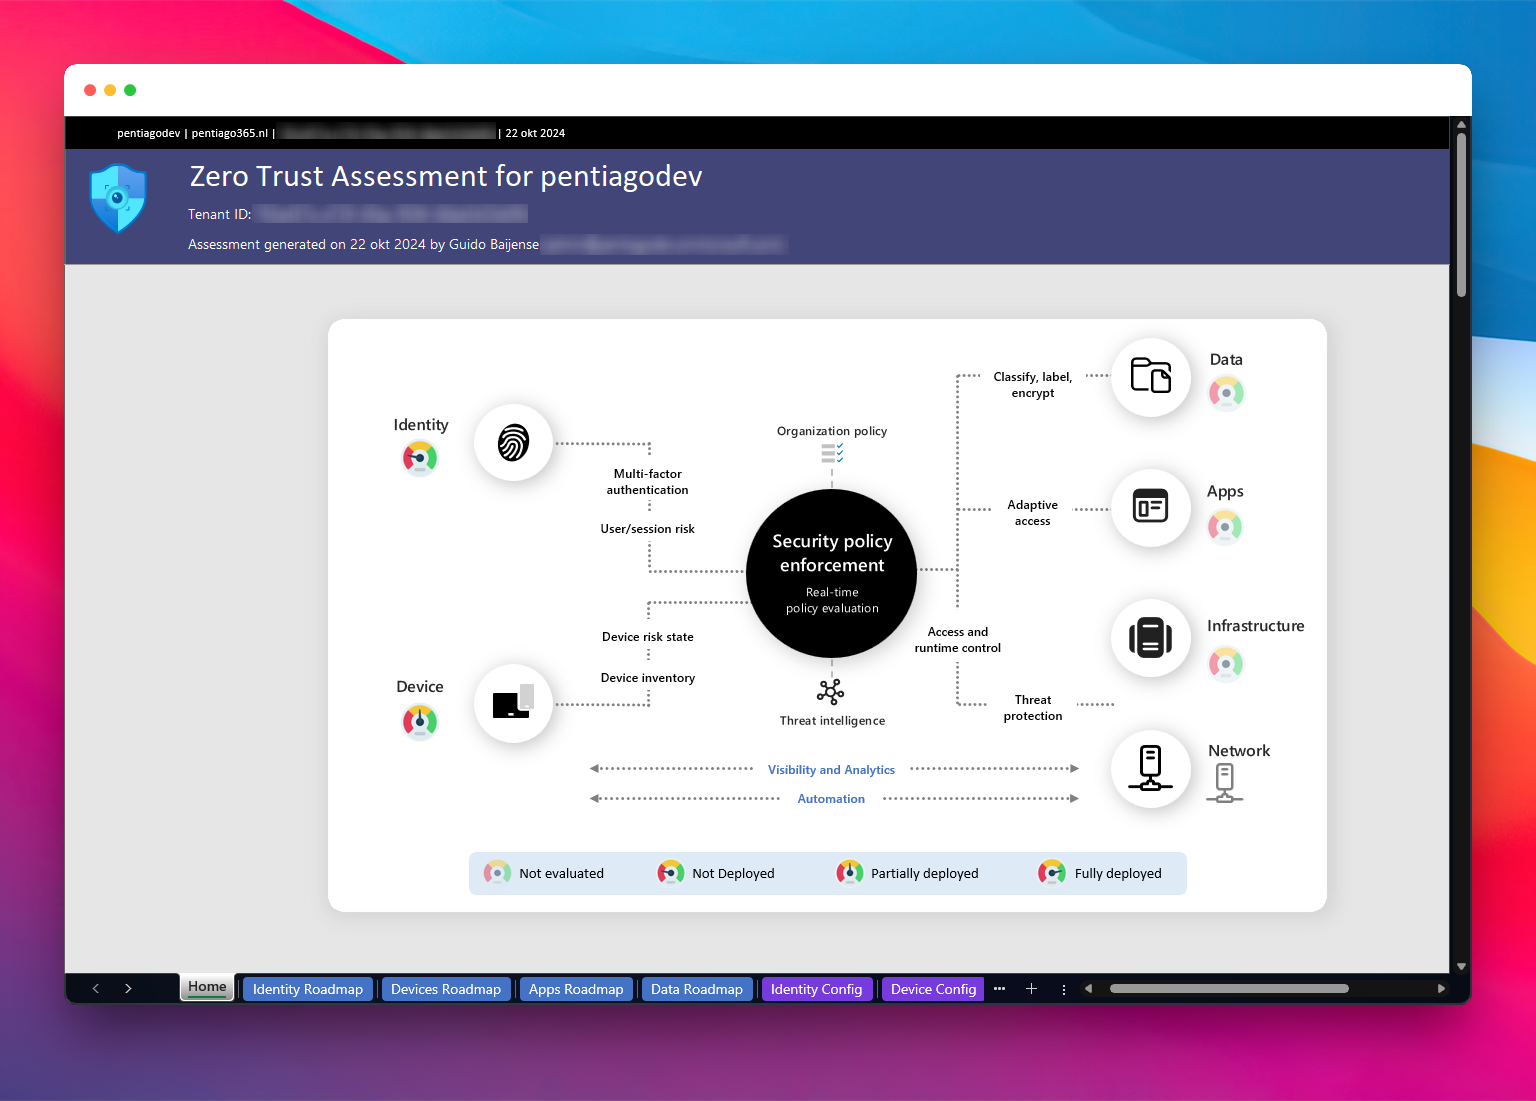 pentiagodev | pentiago365.nl | | 22 okt 2024
Zero Trust Assessment for pentiagodev
Tenant ID:
Assessment generated on 22 okt 2024 by Guido Baijense
Identity
Multi-factor
authentication
User/session risk
Device
Device risk state
Device inventory
Organization policy
Security policy
enforcement
Real-time
policy evaluation
Threat intelligence
Classify, label,
encrypt
Adaptive
access
Access and
runtime control
Threat
protection
Data
Apps
Infrastructure
Network
Visibility and Analytics
Automation
Not evaluated
Not Deployed
Partially deployed
Fully deployed
Home
Identity Roadmap
Devices Roadmap
Apps Roadmap
Data Roadmap
Identity Config
Device Config